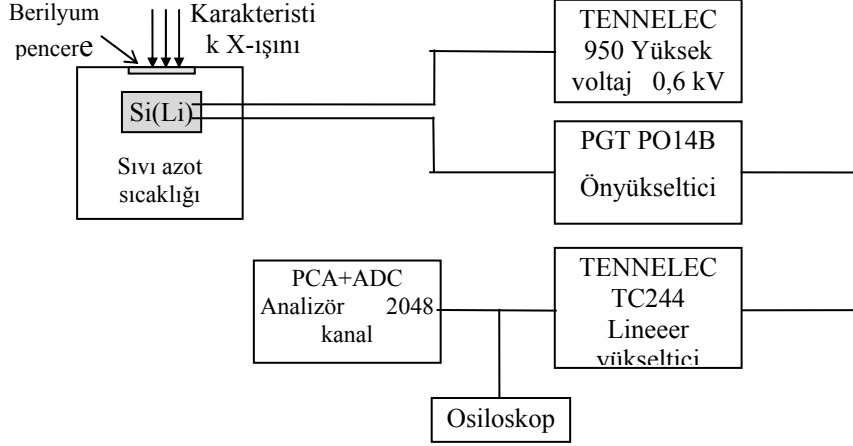 Berilyum
pencere
Karakteristi
k X-ışını
Si(Li)
Sıvı azot
sıcaklığı
TENNELEC
950 Yüksek
voltaj 0,6 kV
PGT PO14B
Önyükseltici
PCA+ADC
Analizör 2048
kanal
TENNELEC
TC244
Lineeer
yükseltici
Osiloskop